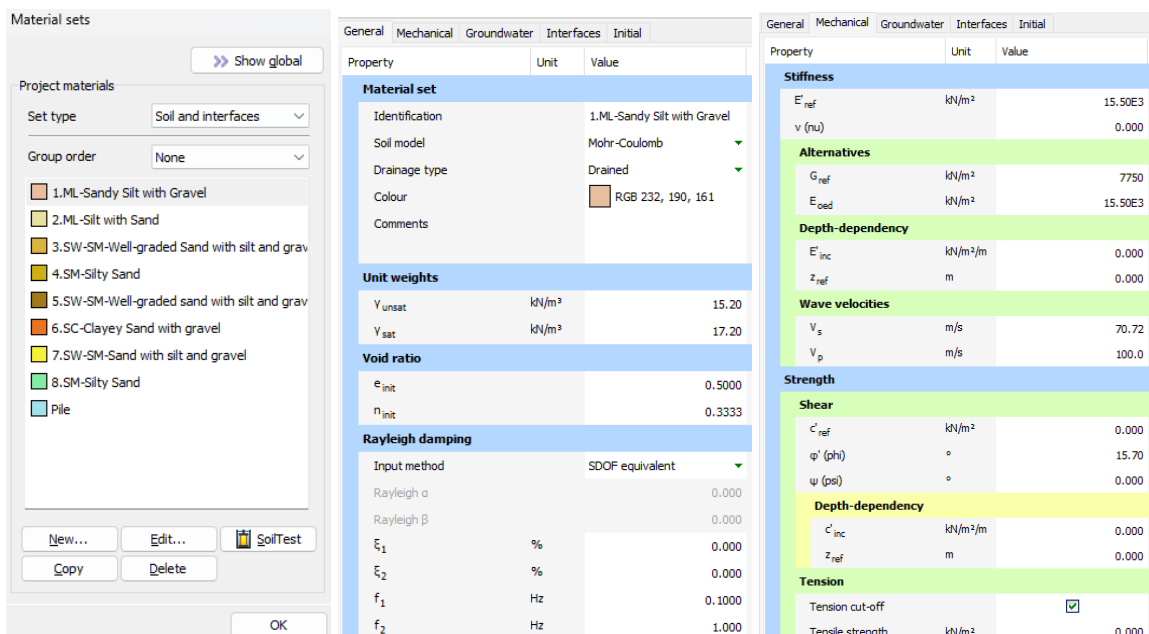 Material sets
Show global
Project materials
Set type Soil and interfaces
Group order None
1.ML-Sandy Silt with Gravel
2.ML-Silt with Sand
3.SW-SM-Well-graded Sand with silt and grav
4.SM-Silty Sand
5.SW-SM-Well-graded sand with silt and grav
6.SC-Clayey Sand with gravel
7.SW-SM-Sand with silt and gravel
8.SM-Silty Sand
Pile
New... Edit... SoilTest
Copy Delete
OK
General Mechanical Groundwater Interfaces Initial
Property Unit Value
Material set
Identification 1.ML-Sandy Silt with Gravel
Soil model Mohr-Coulomb
Drainage type Drained
Colour RGB 232, 190, 161
Comments
Unit weights
γ unsat kN/m³ 15.20
γ sat kN/m³ 17.20
Void ratio
e init 0.5000
n init 0.3333
Rayleigh damping
Input method SDOF equivalent
Rayleigh α 0.000
Rayleigh β 0.000
ξ1 % 0.000
ξ2 % 0.000
f1 Hz 0.1000
f2 Hz 1.000
General Mechanical Groundwater Interfaces Initial
Property Unit Value
Stiffness
E'ref kN/m² 15.50E3
ν (nu) 0.000
Alternatives
G ref kN/m² 7750
E oed kN/m² 15.50E3
Depth-dependency
E'inc kN/m²/m 0.000
z ref m 0.000
Wave velocities
V s m/s 70.72
V p m/s 100.0
Strength
Shear
c'ref kN/m² 0.000
φ' (phi) ° 15.70
ψ (psi) ° 0.000
Depth-dependency
c'inc kN/m²/m 0.000
z ref m 0.000
Tension
Tension cut-off
Tensile strength kN/m² 0.000